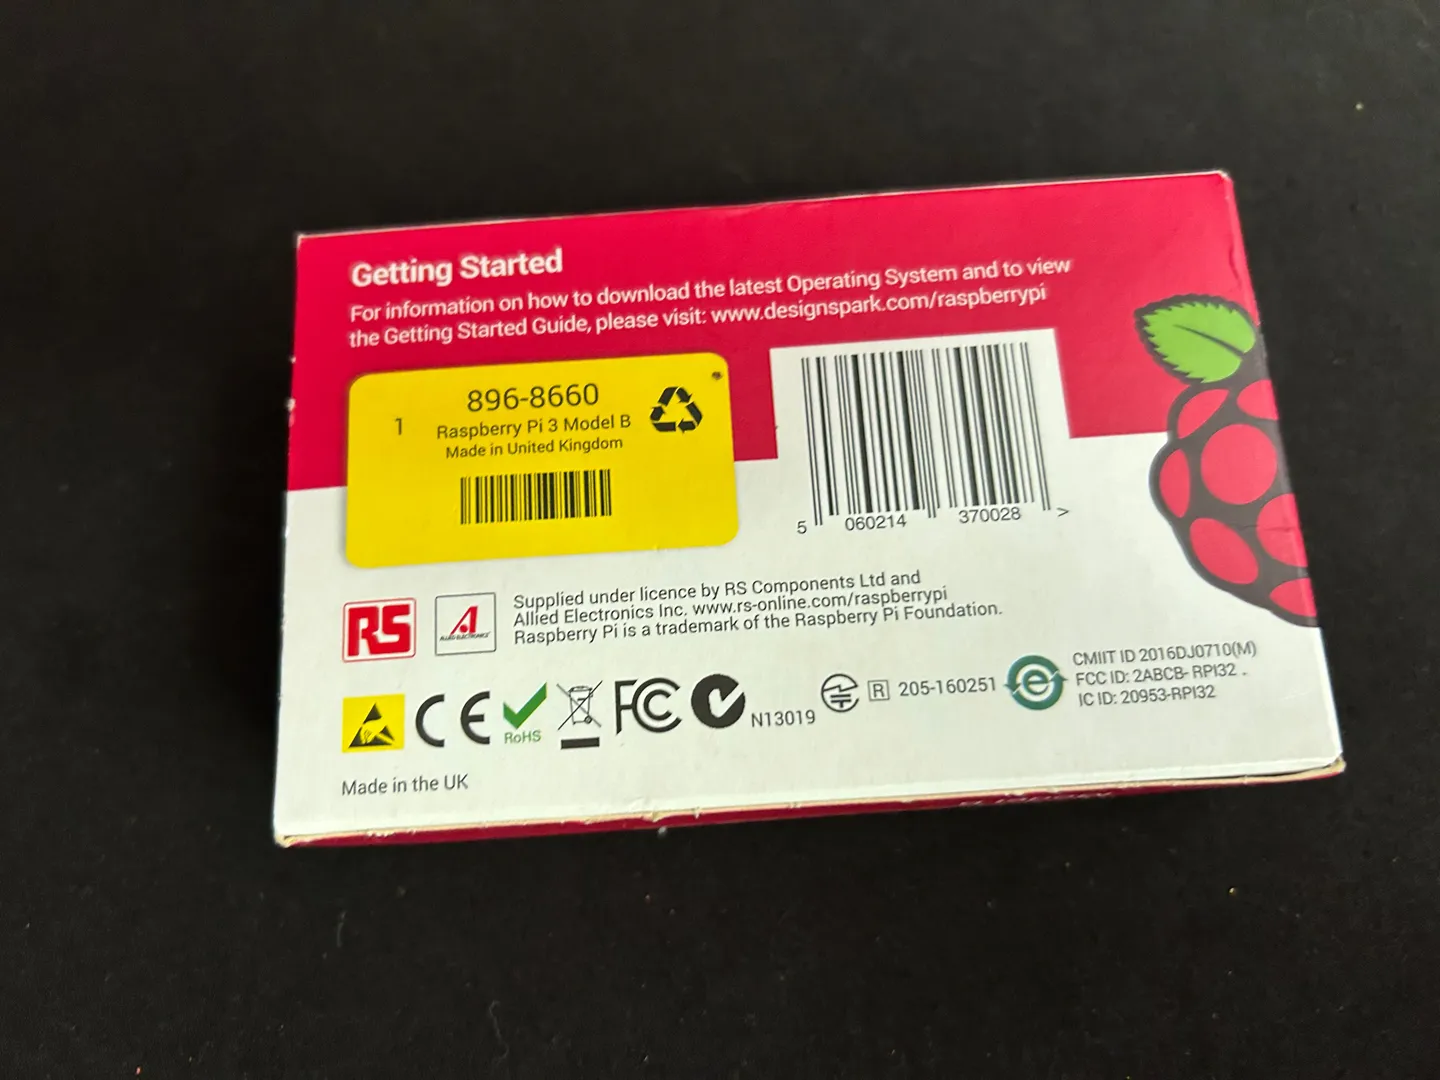 Getting Started
For information on how to download the latest Operating System and to view
the Getting Started Guide, please visit: www.designspark.com/raspberrypi
896-8660
1
Raspberry Pi 3 Model B
Made in United Kingdom
5 060214 370028 >
RS
A
ALLIED ELECTRONICS
Supplied under licence by RS Components Ltd and
Allied Electronics Inc. www.rs-online.com/raspberrypi
Raspberry Pi is a trademark of the Raspberry Pi Foundation.
CE
RoHS
FC
N13019
R 205-160251
e
CMIIT ID 2016DJ0710(M)
FCC ID: 2ABCB- RPI32 .
IC ID: 20953-RPI32
Made in the UK